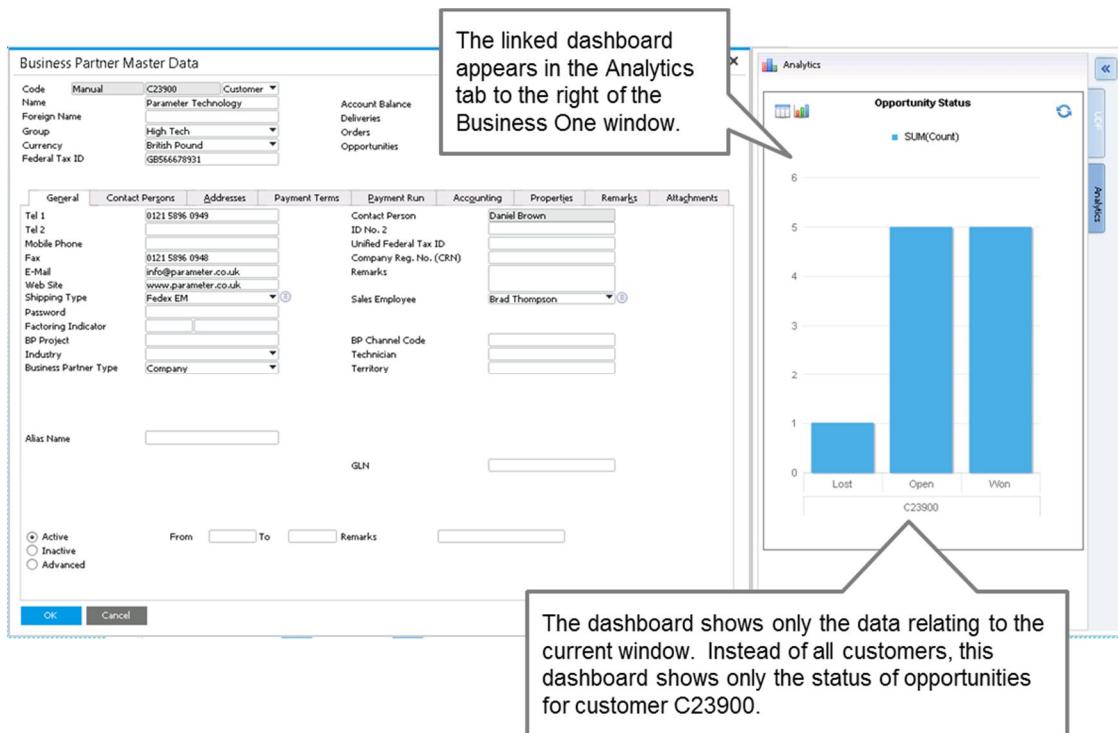 The linked dashboard
appears in the Analytics
tab to the right of the
Business One window.
Business Partner Master Data
Code Manual C23900 Customer
Name Parameter Technology
Foreign Name
Group High Tech
Currency British Pound
Federal Tax ID GB566678931
Account Balance
Deliveries
Orders
Opportunities
General Contact Persons Addresses Payment Terms Payment Run Accounting Properties Remarks Attachments
Tel 1 0121 5896 0949
Tel 2
Mobile Phone
Fax 0121 5896 0948
E-Mail info@parameter.co.uk
Web Site www.parameter.co.uk
Shipping Type Fedex EM
Password
Factoring Indicator
BP Project
Industry
Business Partner Type Company
Alias Name
Contact Person Daniel Brown
ID No. 2
Unified Federal Tax ID
Company Reg. No. (CRN)
Remarks
Sales Employee Brad Thompson
BP Channel Code
Technician
Territory
GLN
Active From To Remarks
Inactive
Advanced
OK Cancel
Analytics
Opportunity Status
SUM(Count)
6
5
4
3
2
1
0
Lost Open Won
C23900
UDF
Analytics
The dashboard shows only the data relating to the
current window. Instead of all customers, this
dashboard shows only the status of opportunities
for customer C23900.